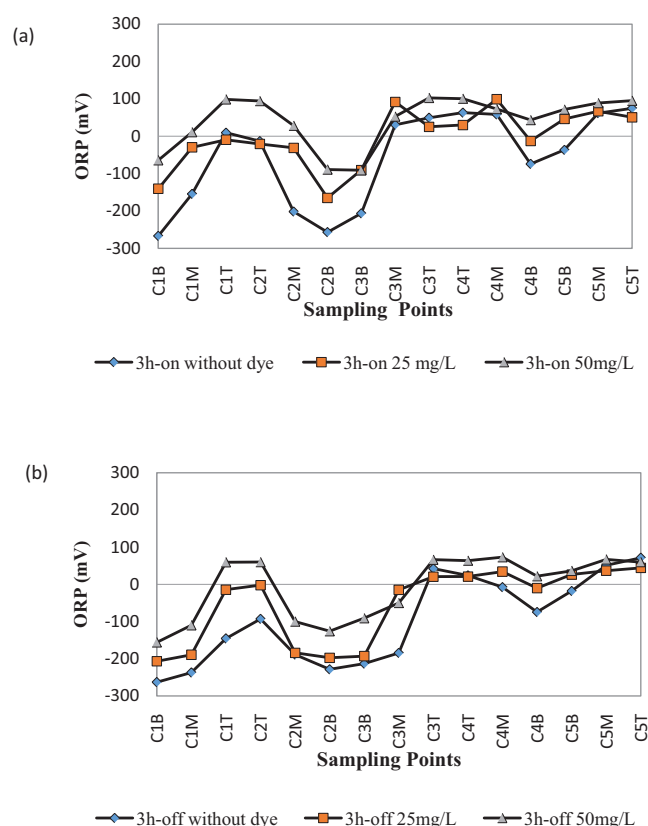 (a)
300
200
100
0
-100
-200
-300
ORP (mV)
C1B C1M C1T C2T C2M C2B C3B C3M C3T C4T C4M C4B C5B C5M C5T
Sampling Points
3h-on without dye 3h-on 25 mg/L 3h-on 50mg/L
(b)
300
200
100
0
-100
-200
-300
ORP (mV)
C1B C1M C1T C2T C2M C2B C3B C3M C3T C4T C4M C4B C5B C5M C5T
Sampling Points
3h-off without dye 3h-off 25mg/L 3h-off 50mg/L